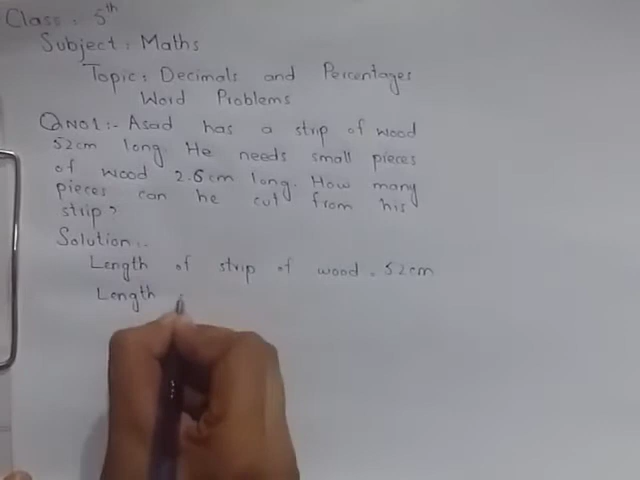 Class: 5th
Subject: Maths
Topic: Decimals and Percentages
Word Problems
QNO1:- Asad has a strip of wood
52cm long. He needs small pieces
of wood 2.6cm long. How many
pieces can he cut from his
strip?
Solution:.
Length of strip of wood = 52cm
Length